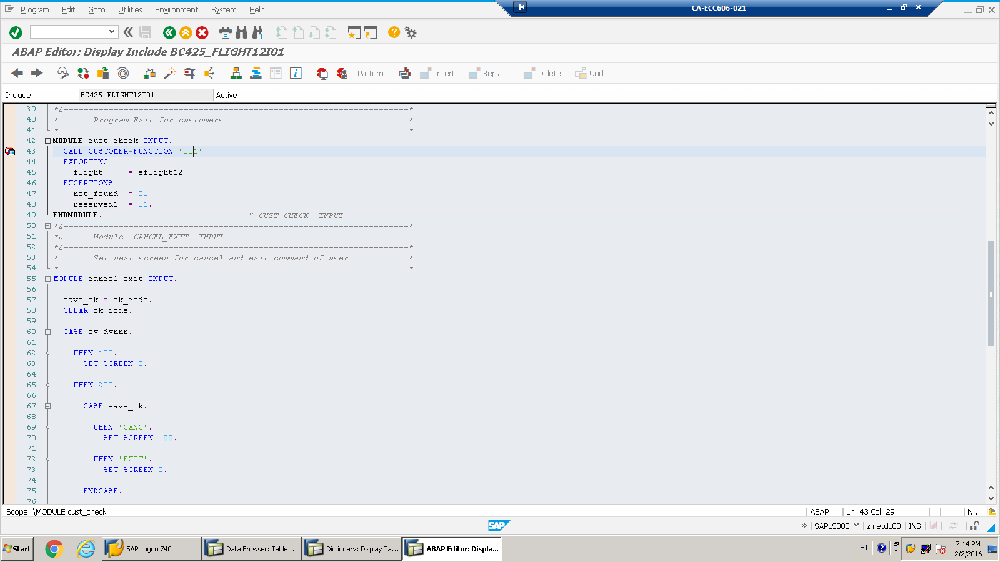 Program Edit Goto Utilities Environment System Help
CA-ECC606-021
ABAP Editor: Display Include BC425_FLIGHT12I01
Pattern Insert Replace Delete Undo
Include BC425_FLIGHT12I01 Active
39 *&---------------------------------------------------------------------*
40 * Program Exit for customers *
41 *----------------------------------------------------------------------*
42 MODULE cust_check INPUT.
43 CALL CUSTOMER-FUNCTION '001'
44 EXPORTING
45 flight = sflight12
46 EXCEPTIONS
47 not_found = 01
48 reserved1 = 01.
49 ENDMODULE. " CUST_CHECK INPUT
50 *&---------------------------------------------------------------------*
51 *& Module CANCEL_EXIT INPUT
52 *&---------------------------------------------------------------------*
53 * Set next screen for cancel and exit command of user *
54 *----------------------------------------------------------------------*
55 MODULE cancel_exit INPUT.
56
57 save_ok = ok_code.
58 CLEAR ok_code.
59
60 CASE sy-dynnr.
61
62 WHEN 100.
63 SET SCREEN 0.
64
65 WHEN 200.
66
67 CASE save_ok.
68
69 WHEN 'CANC'.
70 SET SCREEN 100.
71
72 WHEN 'EXIT'.
73 SET SCREEN 0.
74
75 ENDCASE.
76
Scope: \MODULE cust_check ABAP Ln 43 Col 29 N...
SAP
SAPLS38E zmetdc00 INS
Start SAP Logon 740 Data Browser: Table ... Dictionary: Display Ta... ABAP Editor: Displa... PT 7:14 PM
2/2/2016